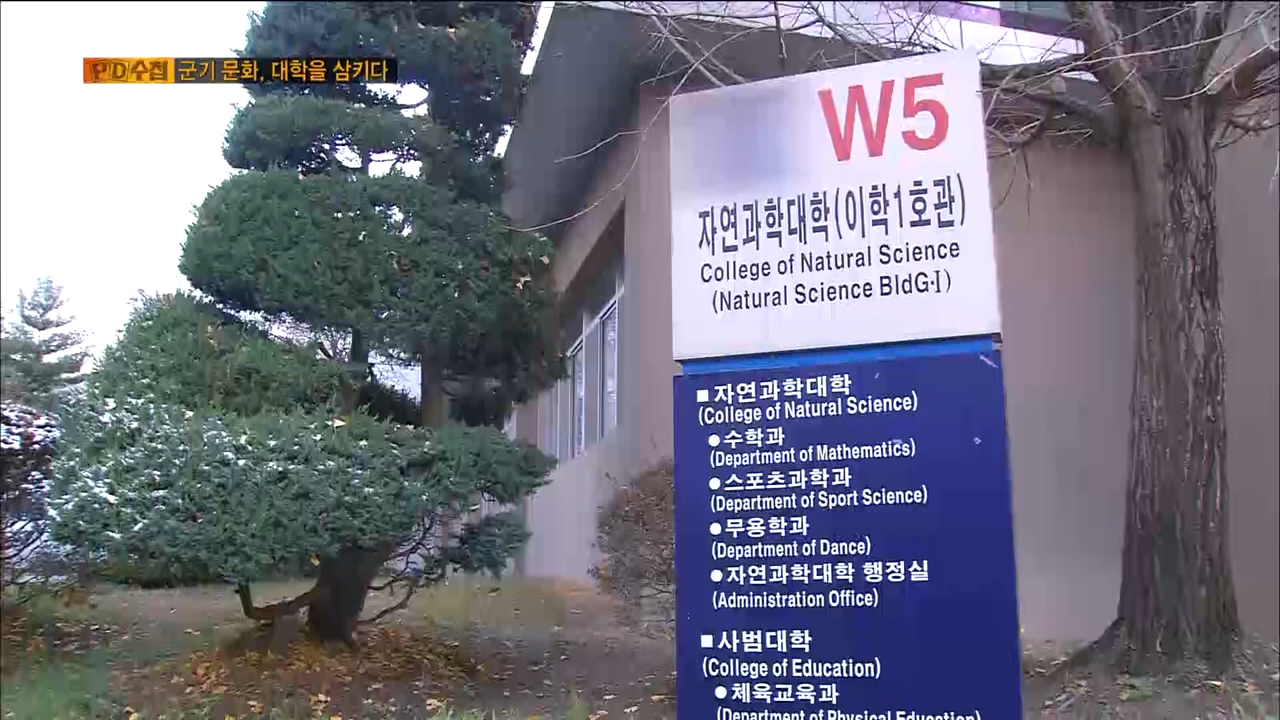 PD수첩 군기 문화, 대학을 삼키다
W5
자연과학대학(이학1호관)
College of Natural Science
(Natural Science BldG·I)
■자연과학대학
(College of Natural Science)
●수학과
(Department of Mathematics)
●스포츠과학과
(Department of Sport Science)
●무용학과
(Department of Dance)
●자연과학대학 행정실
(Administration Office)
■사범대학
(College of Education)
●체육교육과
(Department of Physical Education)